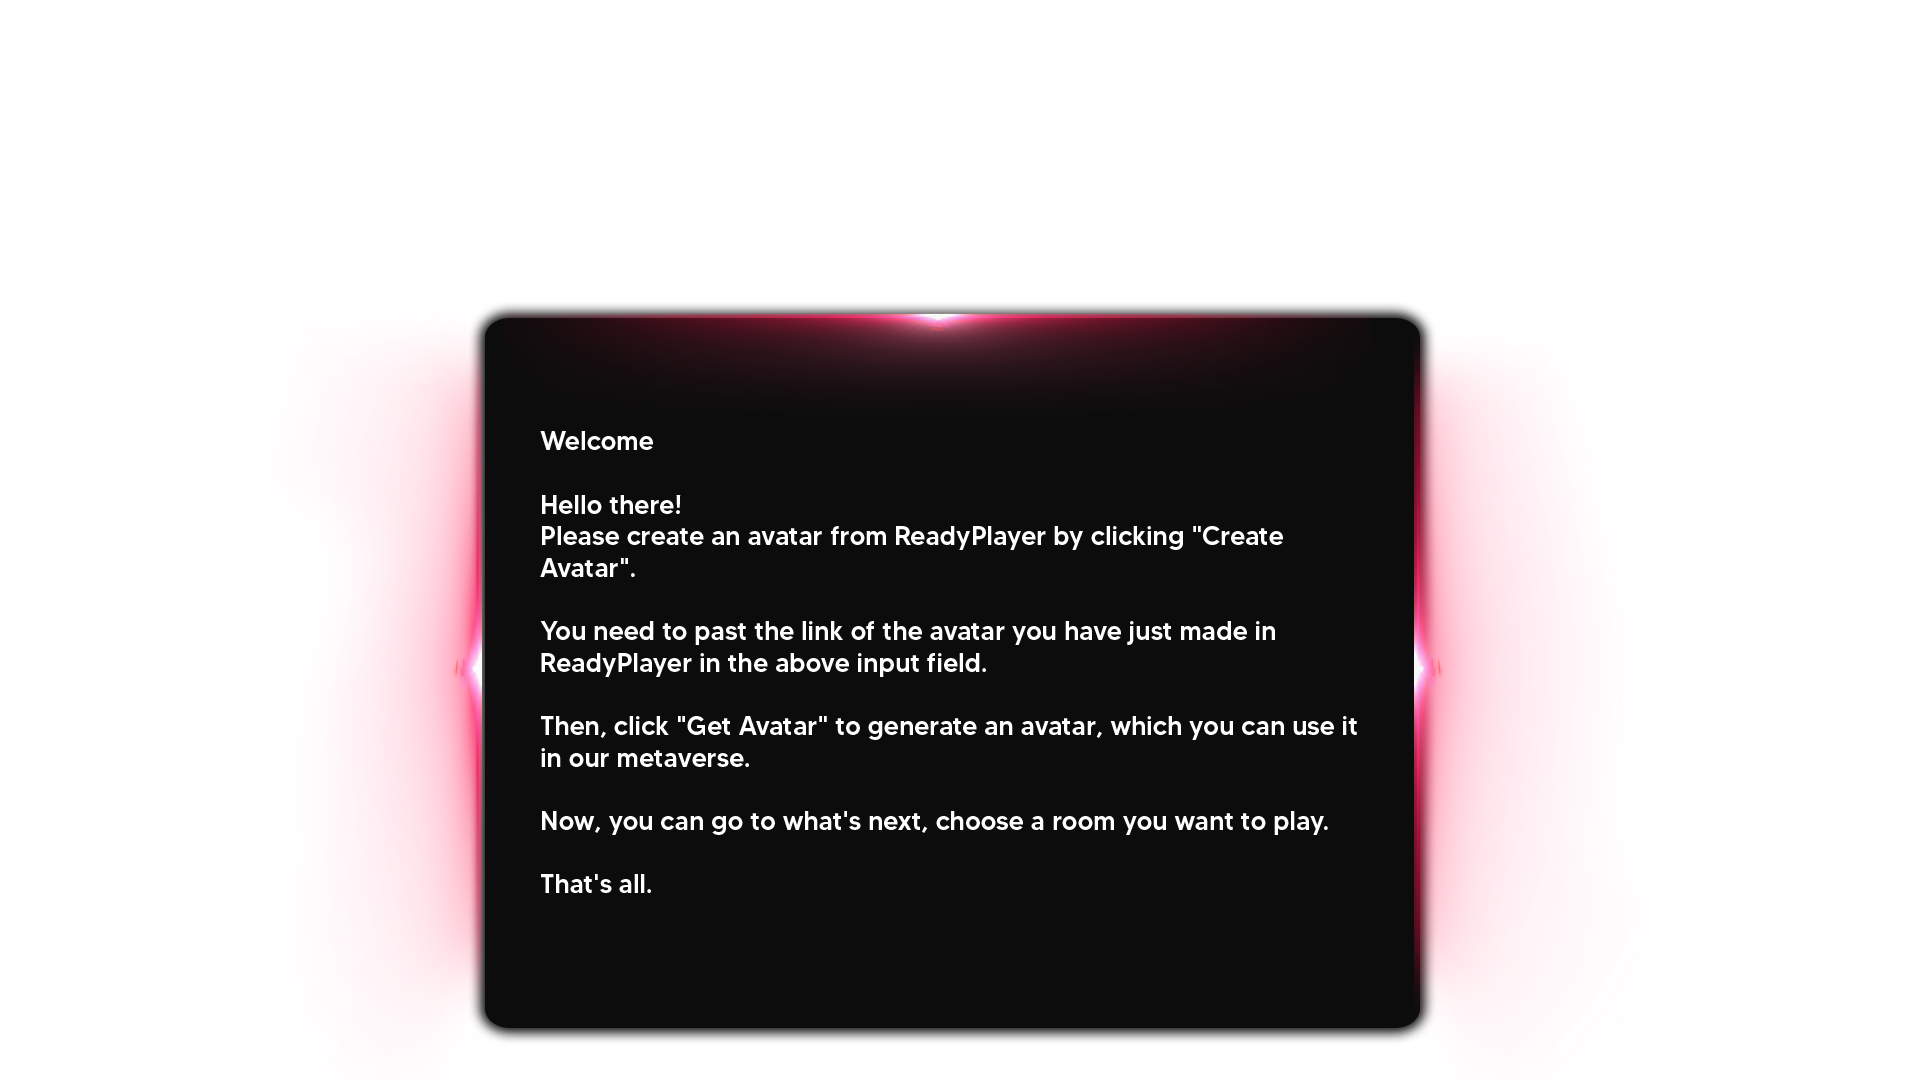 Welcome
Hello there!
Please create an avatar from ReadyPlayer by clicking "Create
Avatar".
You need to past the link of the avatar you have just made in
ReadyPlayer in the above input field.
Then, click "Get Avatar" to generate an avatar, which you can use it
in our metaverse.
Now, you can go to what's next, choose a room you want to play.
That's all.